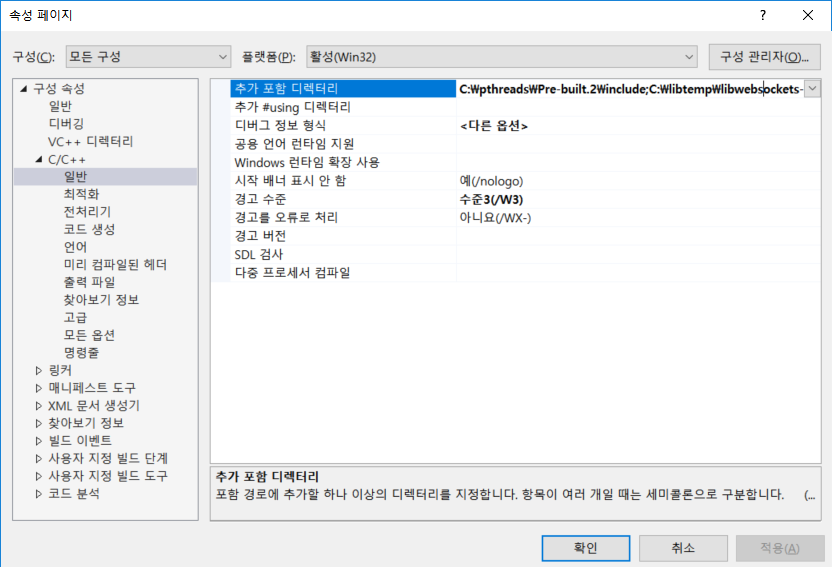 속성 페이지
구성(C): 모든 구성 플랫폼(P): 활성(Win32) 구성 관리자(O)...
구성 속성
일반
디버깅
VC++ 디렉터리
C/C++
일반
최적화
전처리기
코드 생성
언어
미리 컴파일된 헤더
출력 파일
찾아보기 정보
고급
모든 옵션
명령줄
링커
매니페스트 도구
XML 문서 생성기
찾아보기 정보
빌드 이벤트
사용자 지정 빌드 단계
사용자 지정 빌드 도구
코드 분석
추가 포함 디렉터리 C:₩pthreads₩Pre-built.2₩include;C:₩libtemp₩libwebsockets-
추가 #using 디렉터리
디버그 정보 형식 <다른 옵션>
공용 언어 런타임 지원
Windows 런타임 확장 사용
시작 배너 표시 안 함 예(/nologo)
경고 수준 수준3(/W3)
경고를 오류로 처리 아니요(/WX-)
경고 버전
SDL 검사
다중 프로세서 컴파일
추가 포함 디렉터리
포함 경로에 추가할 하나 이상의 디렉터리를 지정합니다. 항목이 여러 개일 때는 세미콜론으로 구분합니다. (...
확인 취소 적용(A)